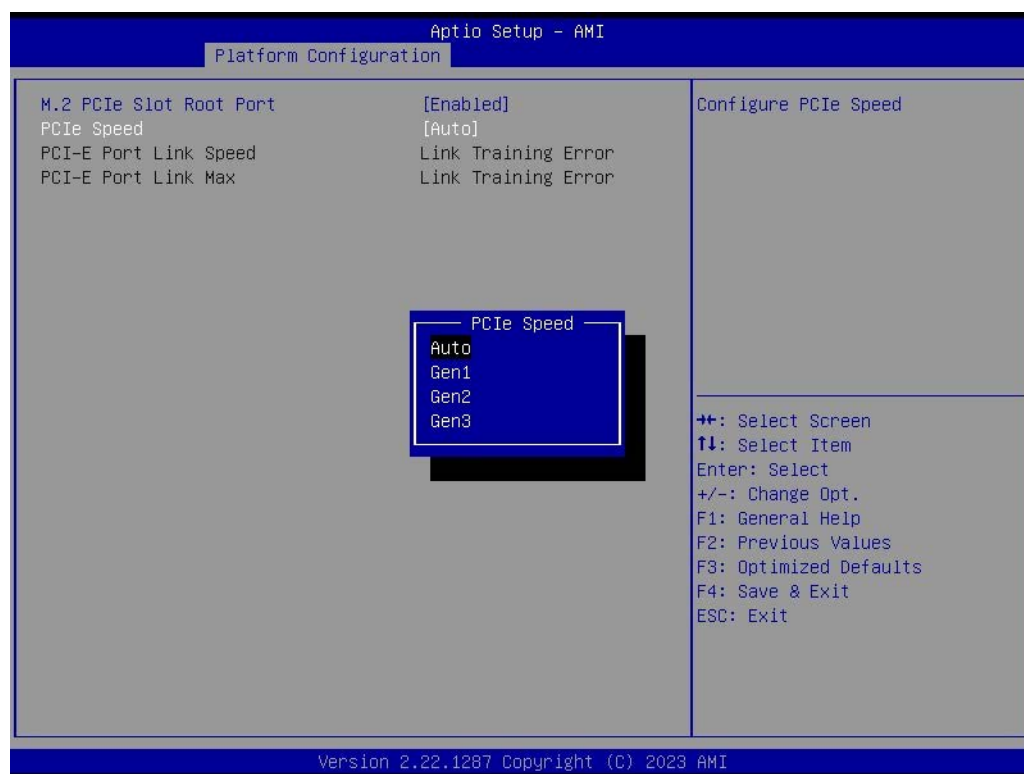 Aptio Setup - AMI
Platform Configuration
M.2 PCIe Slot Root Port [Enabled]
PCIe Speed [Auto]
PCI-E Port Link Speed Link Training Error
PCI-E Port Link Max Link Training Error
Configure PCIe Speed
PCIe Speed
Auto
Gen1
Gen2
Gen3
→←: Select Screen
↑↓: Select Item
Enter: Select
+/-: Change Opt.
F1: General Help
F2: Previous Values
F3: Optimized Defaults
F4: Save & Exit
ESC: Exit
Version 2.22.1287 Copyright (C) 2023 AMI